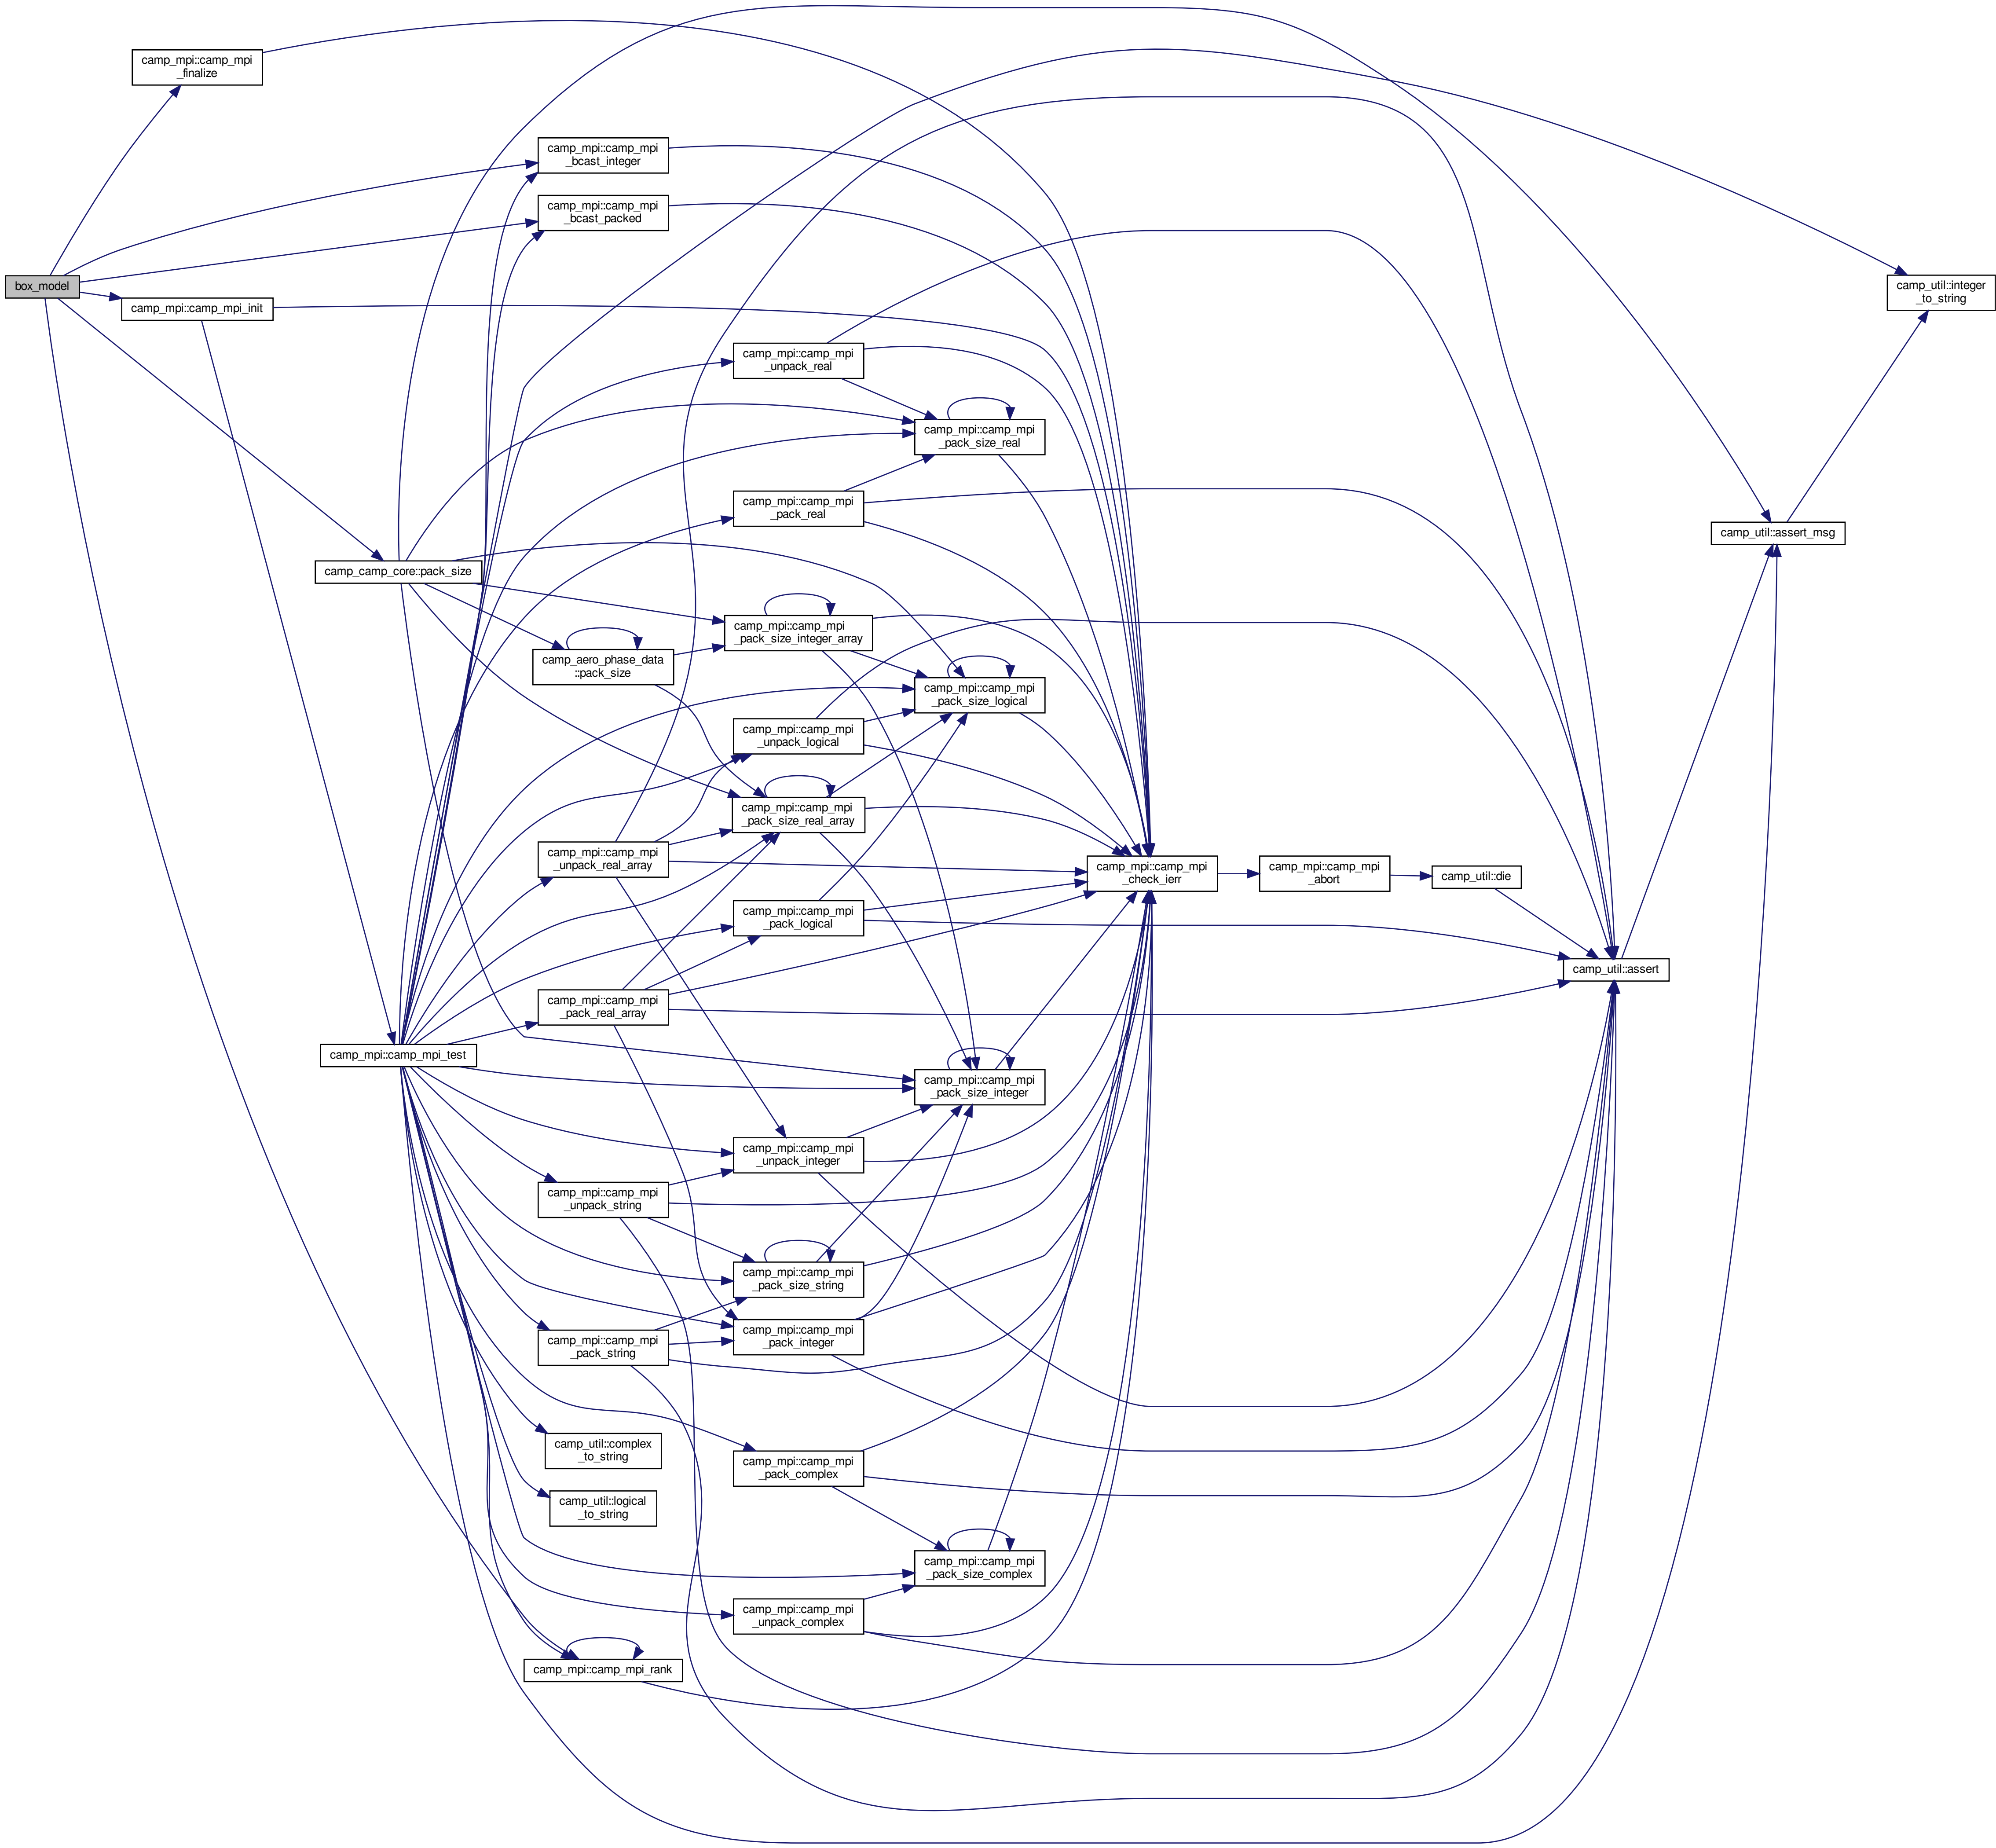 camp_mpi::camp_mpi
_finalize
camp_mpi::camp_mpi
_bcast_integer
camp_mpi::camp_mpi
_bcast_packed
box_model
camp_mpi::camp_mpi_init
camp_util::integer
_to_string
camp_mpi::camp_mpi
_unpack_real
camp_mpi::camp_mpi
_pack_size_real
camp_mpi::camp_mpi
_pack_real
camp_util::assert_msg
camp_camp_core::pack_size
camp_mpi::camp_mpi
_pack_size_integer_array
camp_aero_phase_data
::pack_size
camp_mpi::camp_mpi
_pack_size_logical
camp_mpi::camp_mpi
_unpack_logical
camp_mpi::camp_mpi
_pack_size_real_array
camp_mpi::camp_mpi
_unpack_real_array
camp_mpi::camp_mpi
_check_ierr
camp_mpi::camp_mpi
_abort
camp_util::die
camp_mpi::camp_mpi
_pack_logical
camp_util::assert
camp_mpi::camp_mpi
_pack_real_array
camp_mpi::camp_mpi_test
camp_mpi::camp_mpi
_pack_size_integer
camp_mpi::camp_mpi
_unpack_integer
camp_mpi::camp_mpi
_unpack_string
camp_mpi::camp_mpi
_pack_size_string
camp_mpi::camp_mpi
_pack_integer
camp_mpi::camp_mpi
_pack_string
camp_util::complex
_to_string
camp_mpi::camp_mpi
_pack_complex
camp_util::logical
_to_string
camp_mpi::camp_mpi
_pack_size_complex
camp_mpi::camp_mpi
_unpack_complex
camp_mpi::camp_mpi_rank